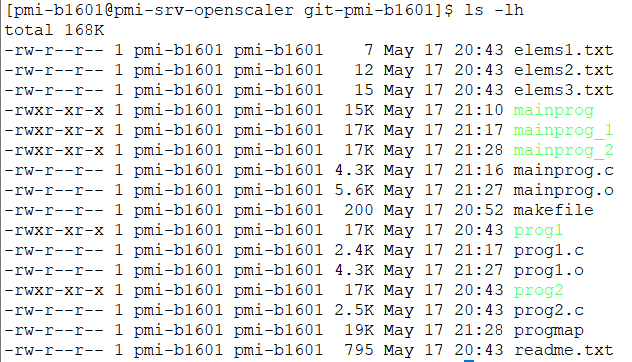 [pmi-b1601@pmi-srv-openscaler git-pmi-b1601]$ ls -lh
total 168K
-rw-r--r-- 1 pmi-b1601 pmi-b1601    7 May 17 20:43 elems1.txt
-rw-r--r-- 1 pmi-b1601 pmi-b1601   12 May 17 20:43 elems2.txt
-rw-r--r-- 1 pmi-b1601 pmi-b1601   15 May 17 20:43 elems3.txt
-rwxr-xr-x 1 pmi-b1601 pmi-b1601  15K May 17 21:10 mainprog
-rwxr-xr-x 1 pmi-b1601 pmi-b1601  17K May 17 21:17 mainprog_1
-rwxr-xr-x 1 pmi-b1601 pmi-b1601  17K May 17 21:28 mainprog_2
-rw-r--r-- 1 pmi-b1601 pmi-b1601 4.3K May 17 21:16 mainprog.c
-rw-r--r-- 1 pmi-b1601 pmi-b1601 5.6K May 17 21:27 mainprog.o
-rw-r--r-- 1 pmi-b1601 pmi-b1601  200 May 17 20:52 makefile
-rwxr-xr-x 1 pmi-b1601 pmi-b1601  17K May 17 20:43 prog1
-rw-r--r-- 1 pmi-b1601 pmi-b1601 2.4K May 17 21:17 prog1.c
-rw-r--r-- 1 pmi-b1601 pmi-b1601 4.3K May 17 21:27 prog1.o
-rwxr-xr-x 1 pmi-b1601 pmi-b1601  17K May 17 20:43 prog2
-rw-r--r-- 1 pmi-b1601 pmi-b1601 2.5K May 17 20:43 prog2.c
-rw-r--r-- 1 pmi-b1601 pmi-b1601  19K May 17 21:28 progmap
-rw-r--r-- 1 pmi-b1601 pmi-b1601  795 May 17 20:43 readme.txt